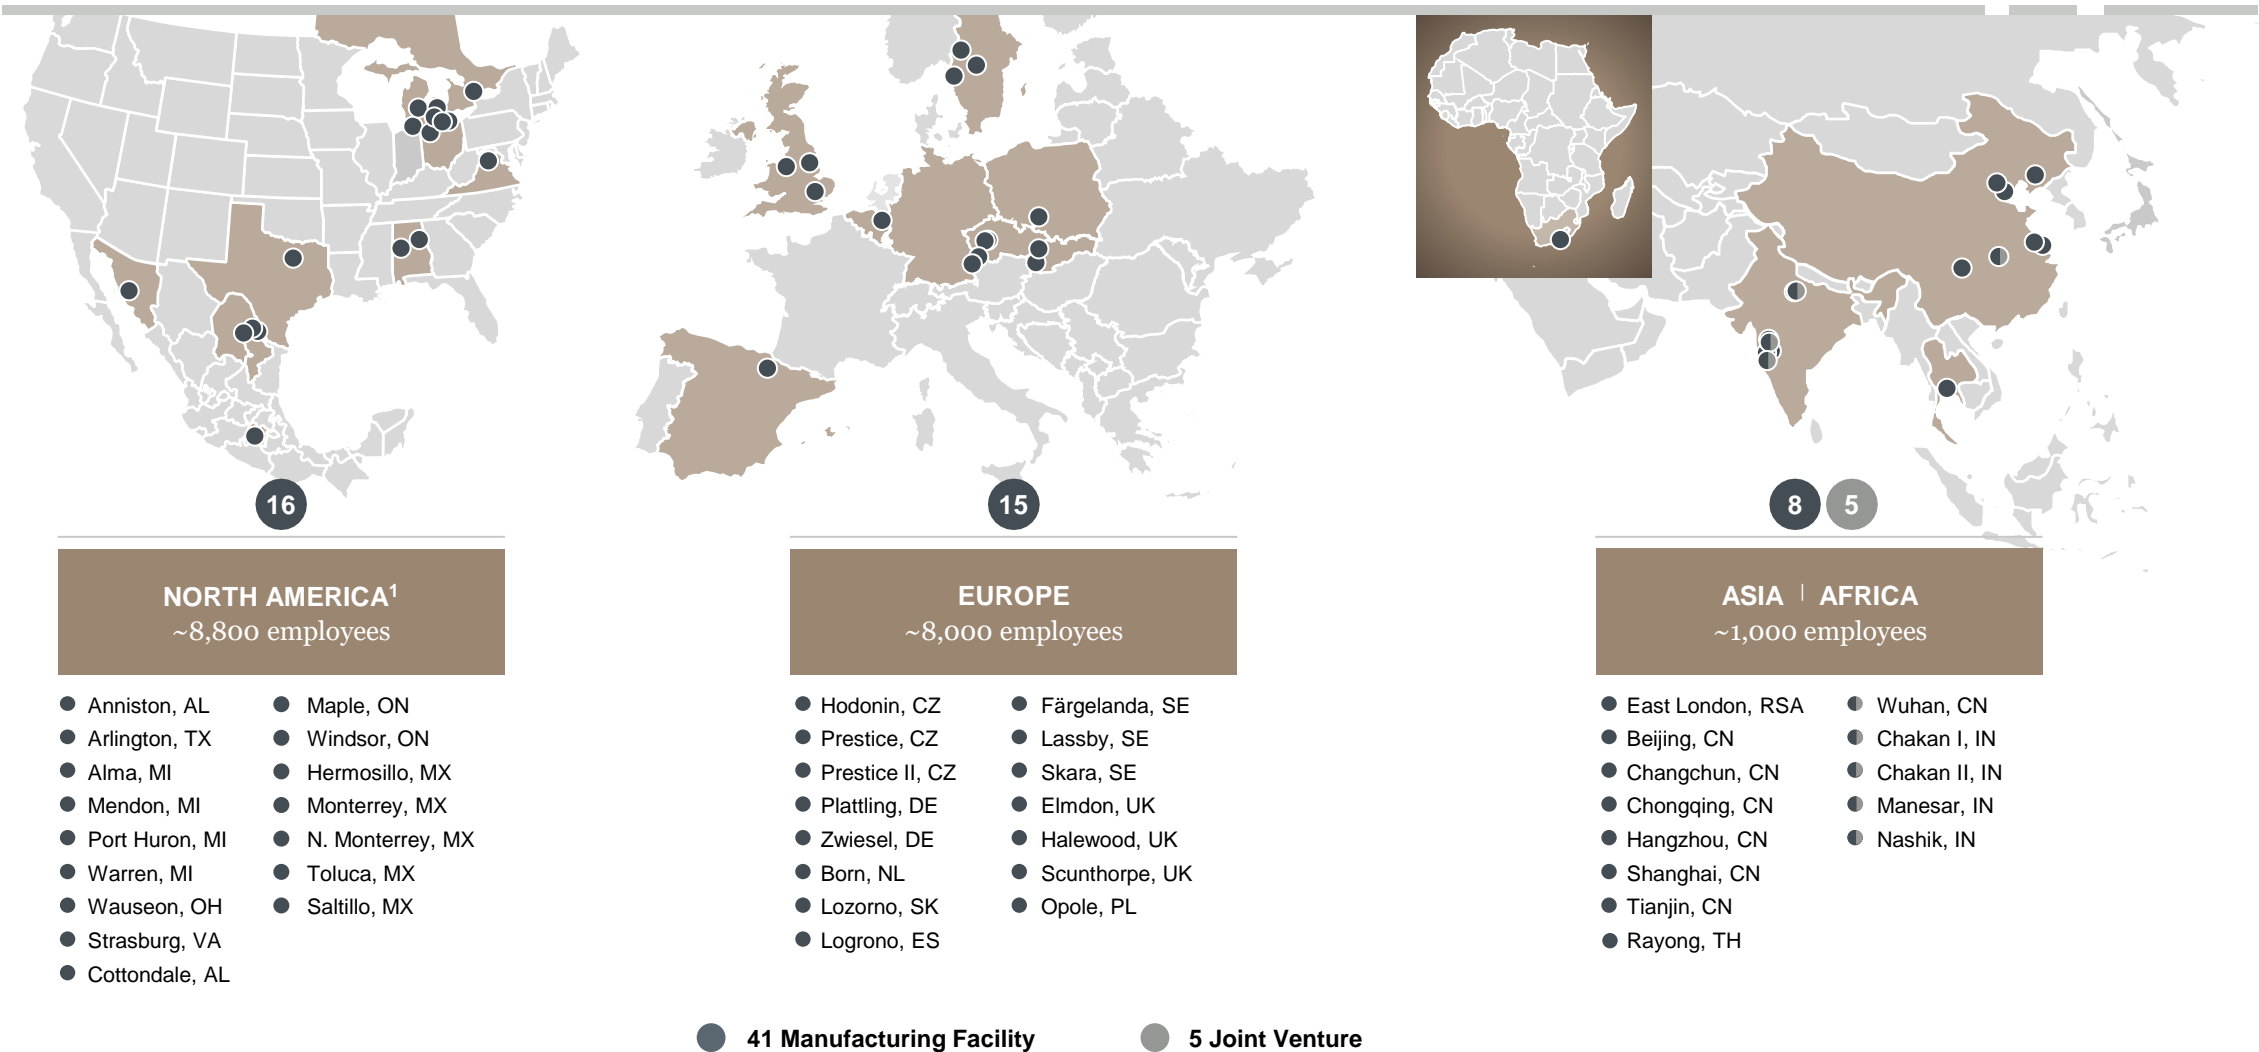 16
15
8 5
NORTH AMERICA¹
~8,800 employees
EUROPE
~8,000 employees
ASIA | AFRICA
~1,000 employees
Anniston, AL
Arlington, TX
Alma, MI
Mendon, MI
Port Huron, MI
Warren, MI
Wauseon, OH
Strasburg, VA
Cottondale, AL
Maple, ON
Windsor, ON
Hermosillo, MX
Monterrey, MX
N. Monterrey, MX
Toluca, MX
Saltillo, MX
Hodonin, CZ
Prestice, CZ
Prestice II, CZ
Plattling, DE
Zwiesel, DE
Born, NL
Lozorno, SK
Logrono, ES
Färgelanda, SE
Lassby, SE
Skara, SE
Elmdon, UK
Halewood, UK
Scunthorpe, UK
Opole, PL
East London, RSA
Beijing, CN
Changchun, CN
Chongqing, CN
Hangzhou, CN
Shanghai, CN
Tianjin, CN
Rayong, TH
Wuhan, CN
Chakan I, IN
Chakan II, IN
Manesar, IN
Nashik, IN
41 Manufacturing Facility
5 Joint Venture